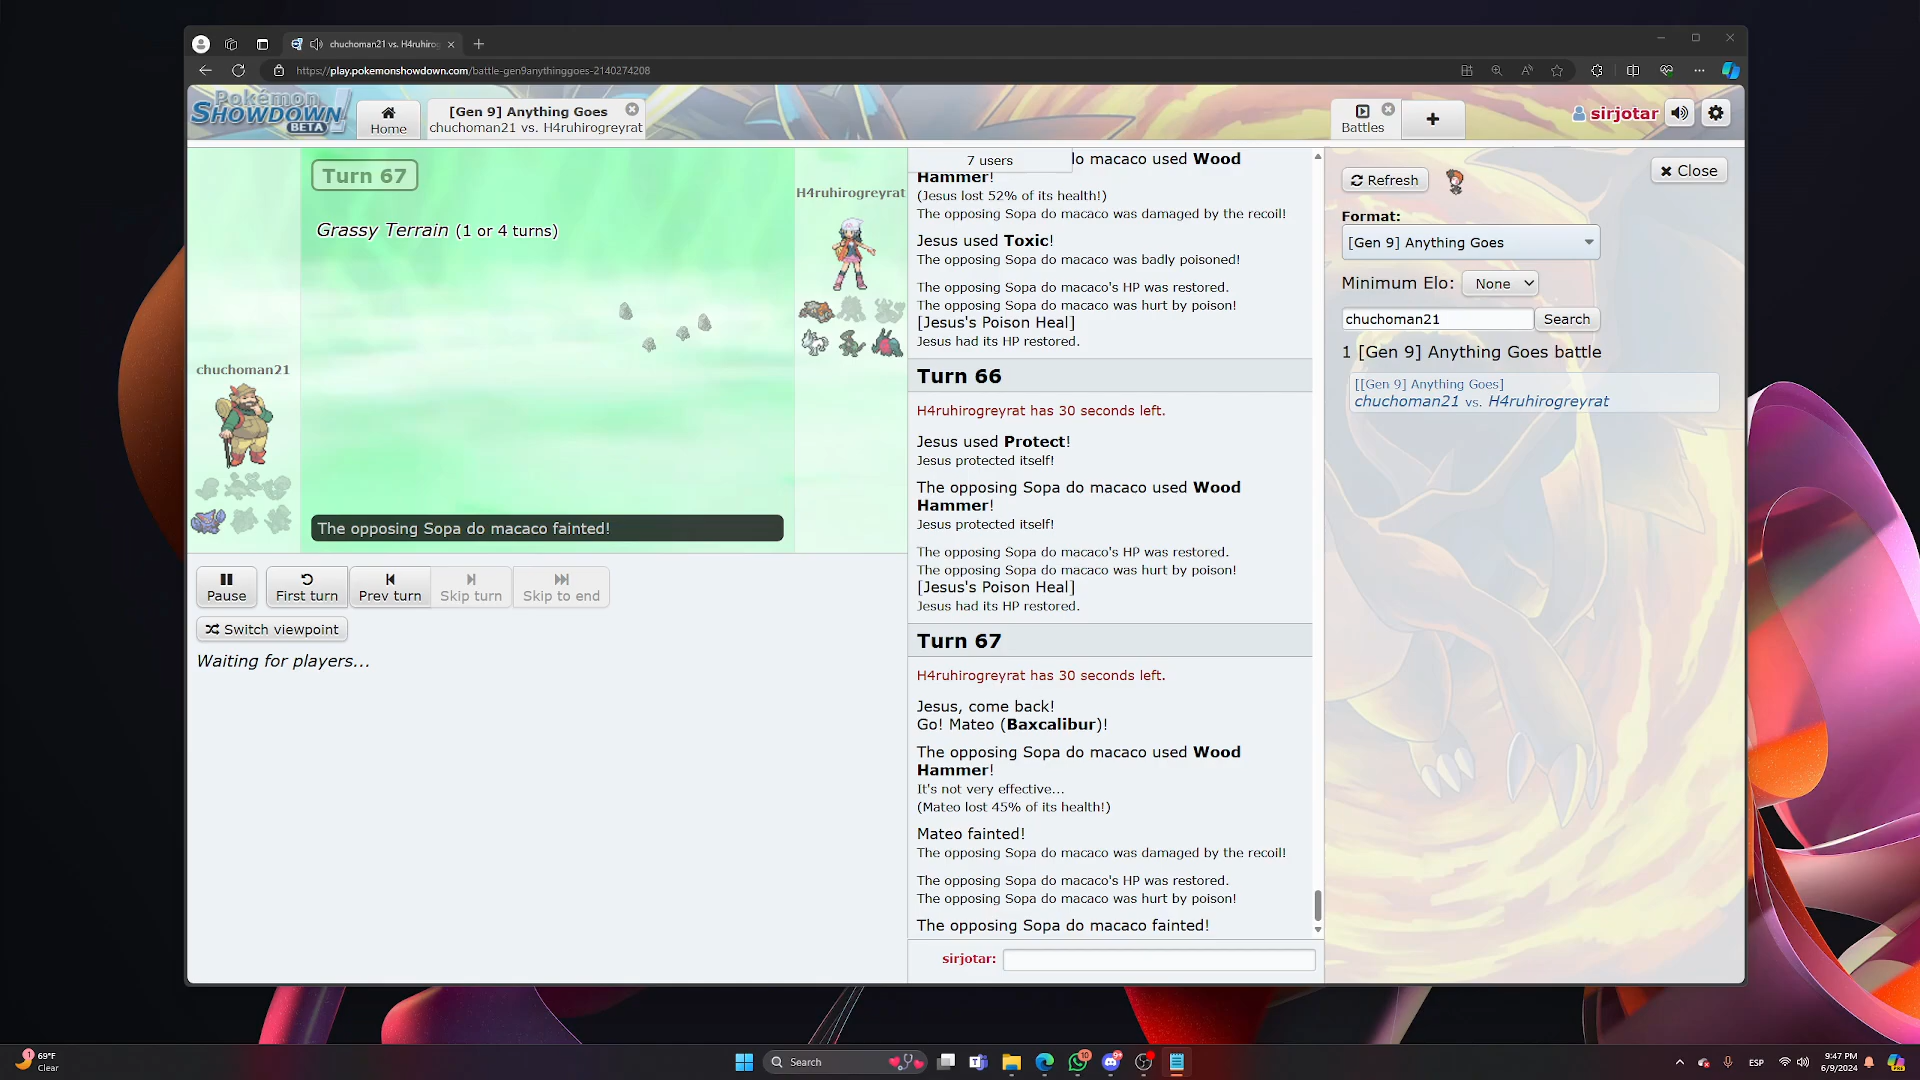 chuchoman21 vs. H4ruhirog
https://play.pokemonshowdown.com/battle-gen9anythinggoes-2140274208
Pokémon
SHOWDOWN!
BETA
Home
[Gen 9] Anything Goes
chuchoman21 vs. H4ruhirogreyrat
Battles
+
sirjotar
Turn 67
Grassy Terrain (1 or 4 turns)
H4ruhirogreyrat
chuchoman21
The opposing Sopa do macaco fainted!
Pause
First turn
Prev turn
Skip turn
Skip to end
Switch viewpoint
Waiting for players...
7 users
do macaco used Wood
Hammer!
(Jesus lost 52% of its health!)
The opposing Sopa do macaco was damaged by the recoil!
Jesus used Toxic!
The opposing Sopa do macaco was badly poisoned!
The opposing Sopa do macaco's HP was restored.
The opposing Sopa do macaco was hurt by poison!
[Jesus's Poison Heal]
Jesus had its HP restored.
Turn 66
H4ruhirogreyrat has 30 seconds left.
Jesus used Protect!
Jesus protected itself!
The opposing Sopa do macaco used Wood
Hammer!
Jesus protected itself!
The opposing Sopa do macaco's HP was restored.
The opposing Sopa do macaco was hurt by poison!
[Jesus's Poison Heal]
Jesus had its HP restored.
Turn 67
H4ruhirogreyrat has 30 seconds left.
Jesus, come back!
Go! Mateo (Baxcalibur)!
The opposing Sopa do macaco used Wood
Hammer!
It's not very effective...
(Mateo lost 45% of its health!)
Mateo fainted!
The opposing Sopa do macaco was damaged by the recoil!
The opposing Sopa do macaco's HP was restored.
The opposing Sopa do macaco was hurt by poison!
The opposing Sopa do macaco fainted!
sirjotar:
Refresh
Close
Format:
[Gen 9] Anything Goes
Minimum Elo: None
chuchoman21 Search
1 [Gen 9] Anything Goes battle
[[Gen 9] Anything Goes]
chuchoman21 vs. H4ruhirogreyrat
1
69°F
Clear
Search
10
ESP
9:47 PM
6/9/2024